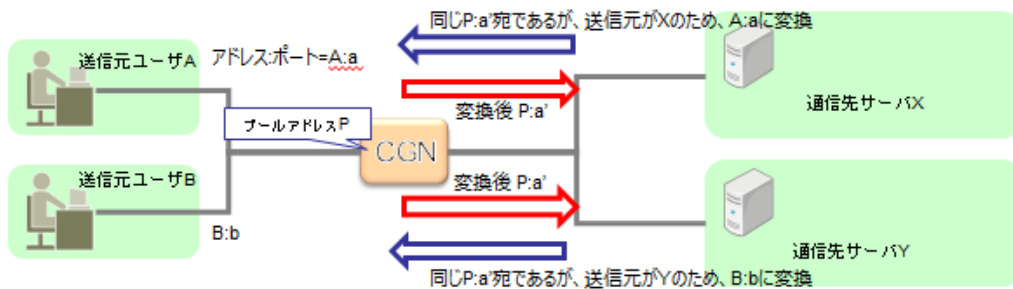 同じP:a'宛であるが、送信元がXのため、A:aに変換
送信元ユーザA
アドレス:ポート=A:a
変換後 P:a'
通信先サーバX
プールアドレスP
CGN
送信元ユーザB
変換後 P:a'
B:b
通信先サーバY
同じP:a'宛であるが、送信元がYのため、B:bに変換